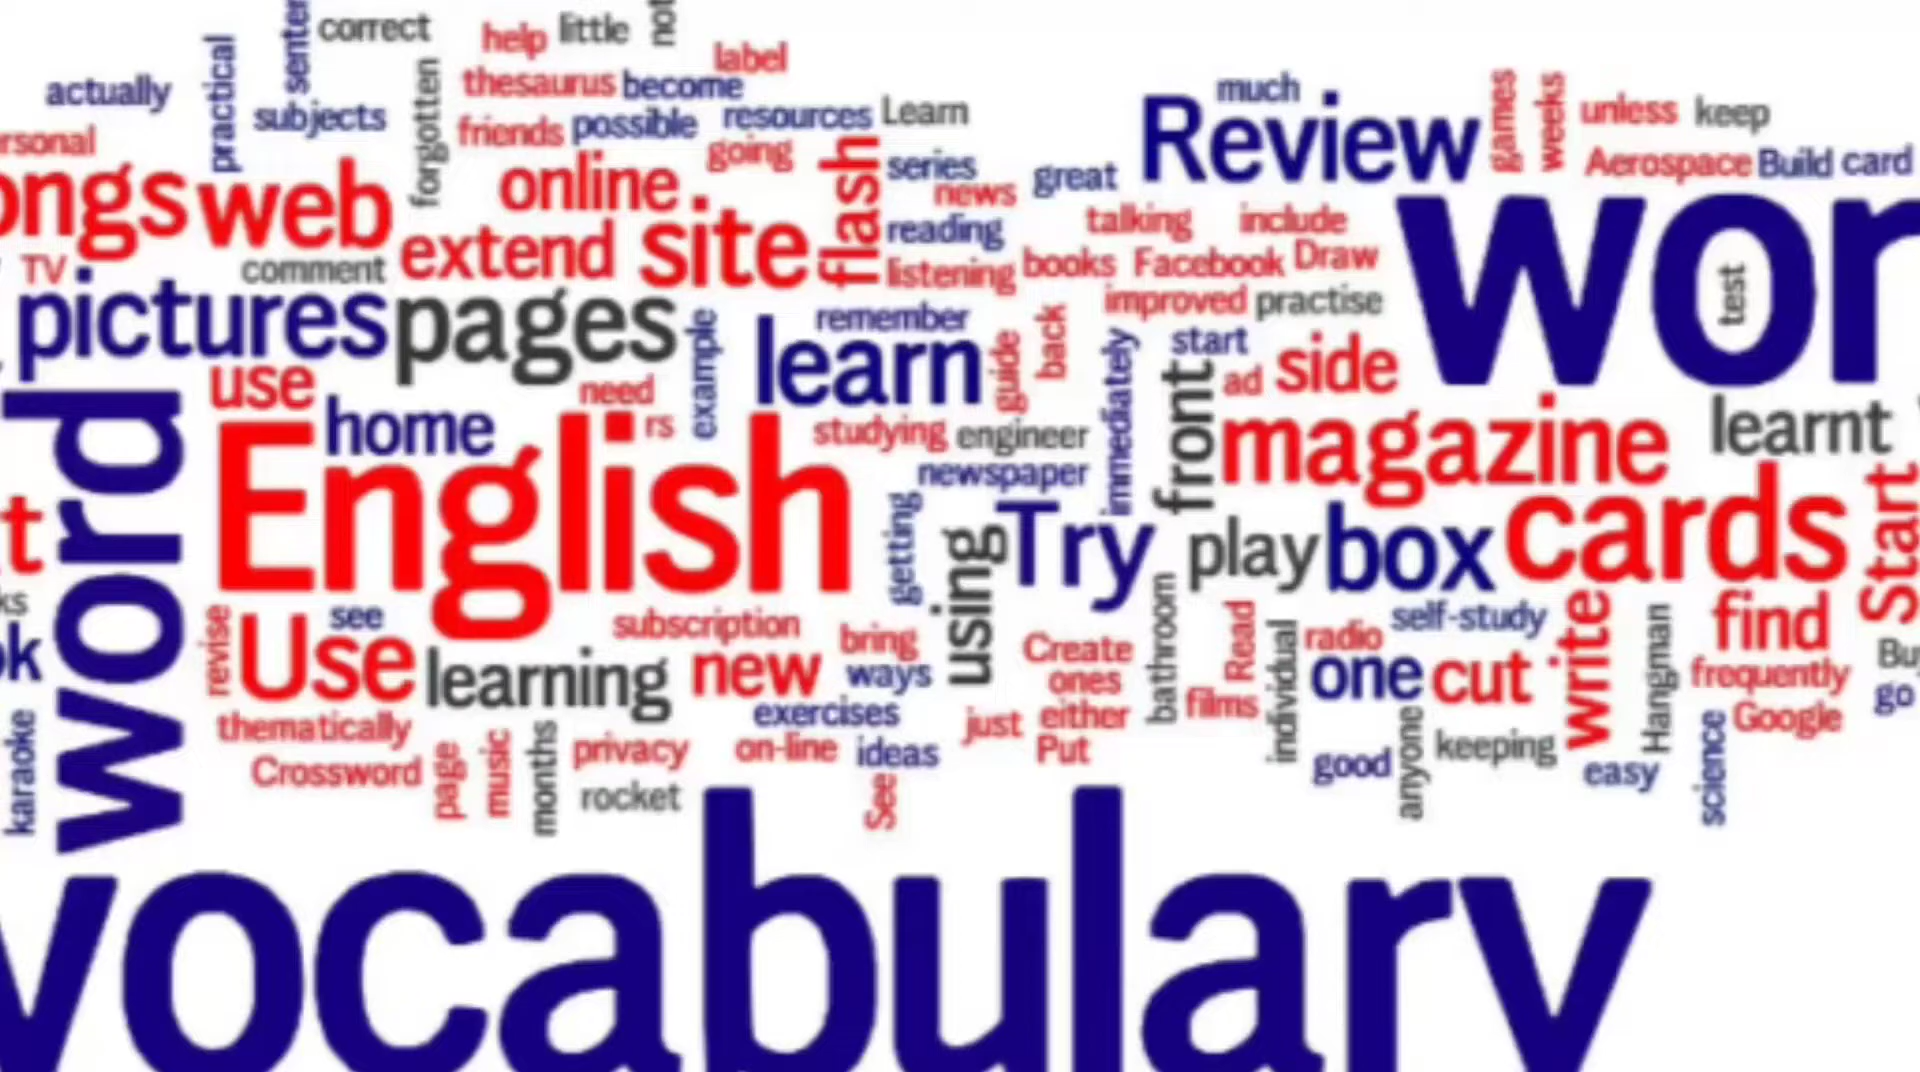 correct
help
little
not
label
actually
practical
thesaurus
become
much
games
weeks
unless
keep
subjects
forgotten
friends
possible
resources
Learn
Review
going
flash
series
great
Aerospace
Build
card
web
online
news
extend
site
reading
talking
include
TV
comment
listening
books
Facebook
Draw
pictures
pages
example
remember
improved
practise
test
learn
guide
back
immediately
start
use
need
ad
side
front
home
rs
studying
engineer
magazine
learnt
word
English
newspaper
getting
using
Try
play
box
cards
Start
revise
see
Use
subscription
bring
Create
bathroom
Read
individual
radio
self-study
write
Hangman
find
learning
new
ways
ones
films
one
cut
frequently
go
thematically
exercises
just
either
anyone
Google
karaoke
Crossword
page
music
months
privacy
on-line
ideas
Put
good
keeping
easy
science
rocket
See
vocabulary